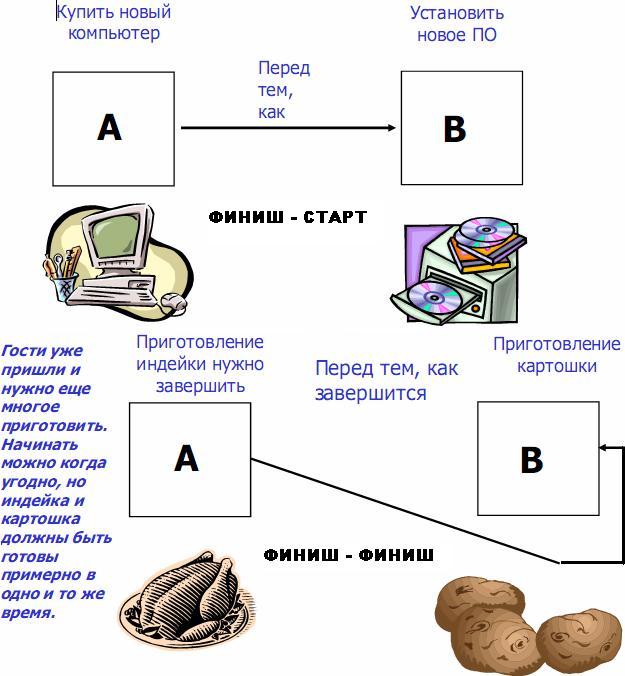 Купить новый
компьютер
Установить
новое ПО
Перед
тем,
как
А
В
ФИНИШ - СТАРТ
Гости уже
пришли и
нужно еще
многое
приготовить.
Начинать
можно когда
угодно, но
индейка и
картошка
должны быть
готовы
примерно в
одно и то же
время.
Приготовление
индейки нужно
завершить
Перед тем, как
завершится
Приготовление
картошки
А
В
ФИНИШ - ФИНИШ